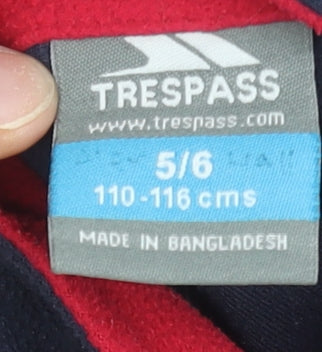 TRESPASS
www.trespass.com
5/6
110-116 cms
MADE IN BANGLADESH